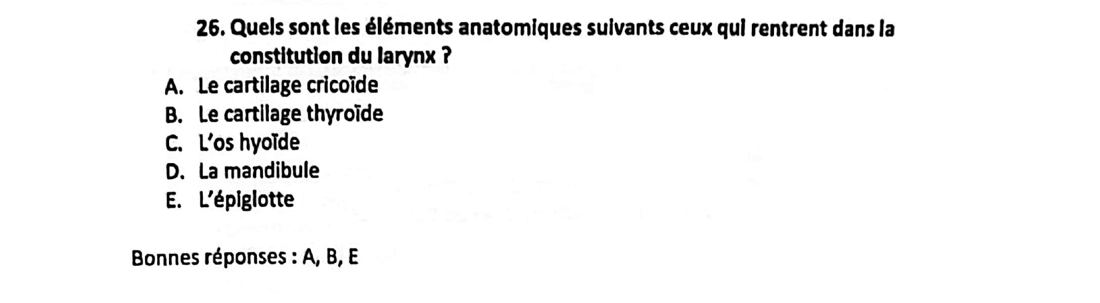 26. Quels sont les éléments anatomiques suivants ceux qui rentrent dans la
constitution du larynx ?
A. Le cartilage cricoïde
B. Le cartilage thyroïde
C. L'os hyoïde
D. La mandibule
E. L'épiglotte
Bonnes réponses : A, B, E